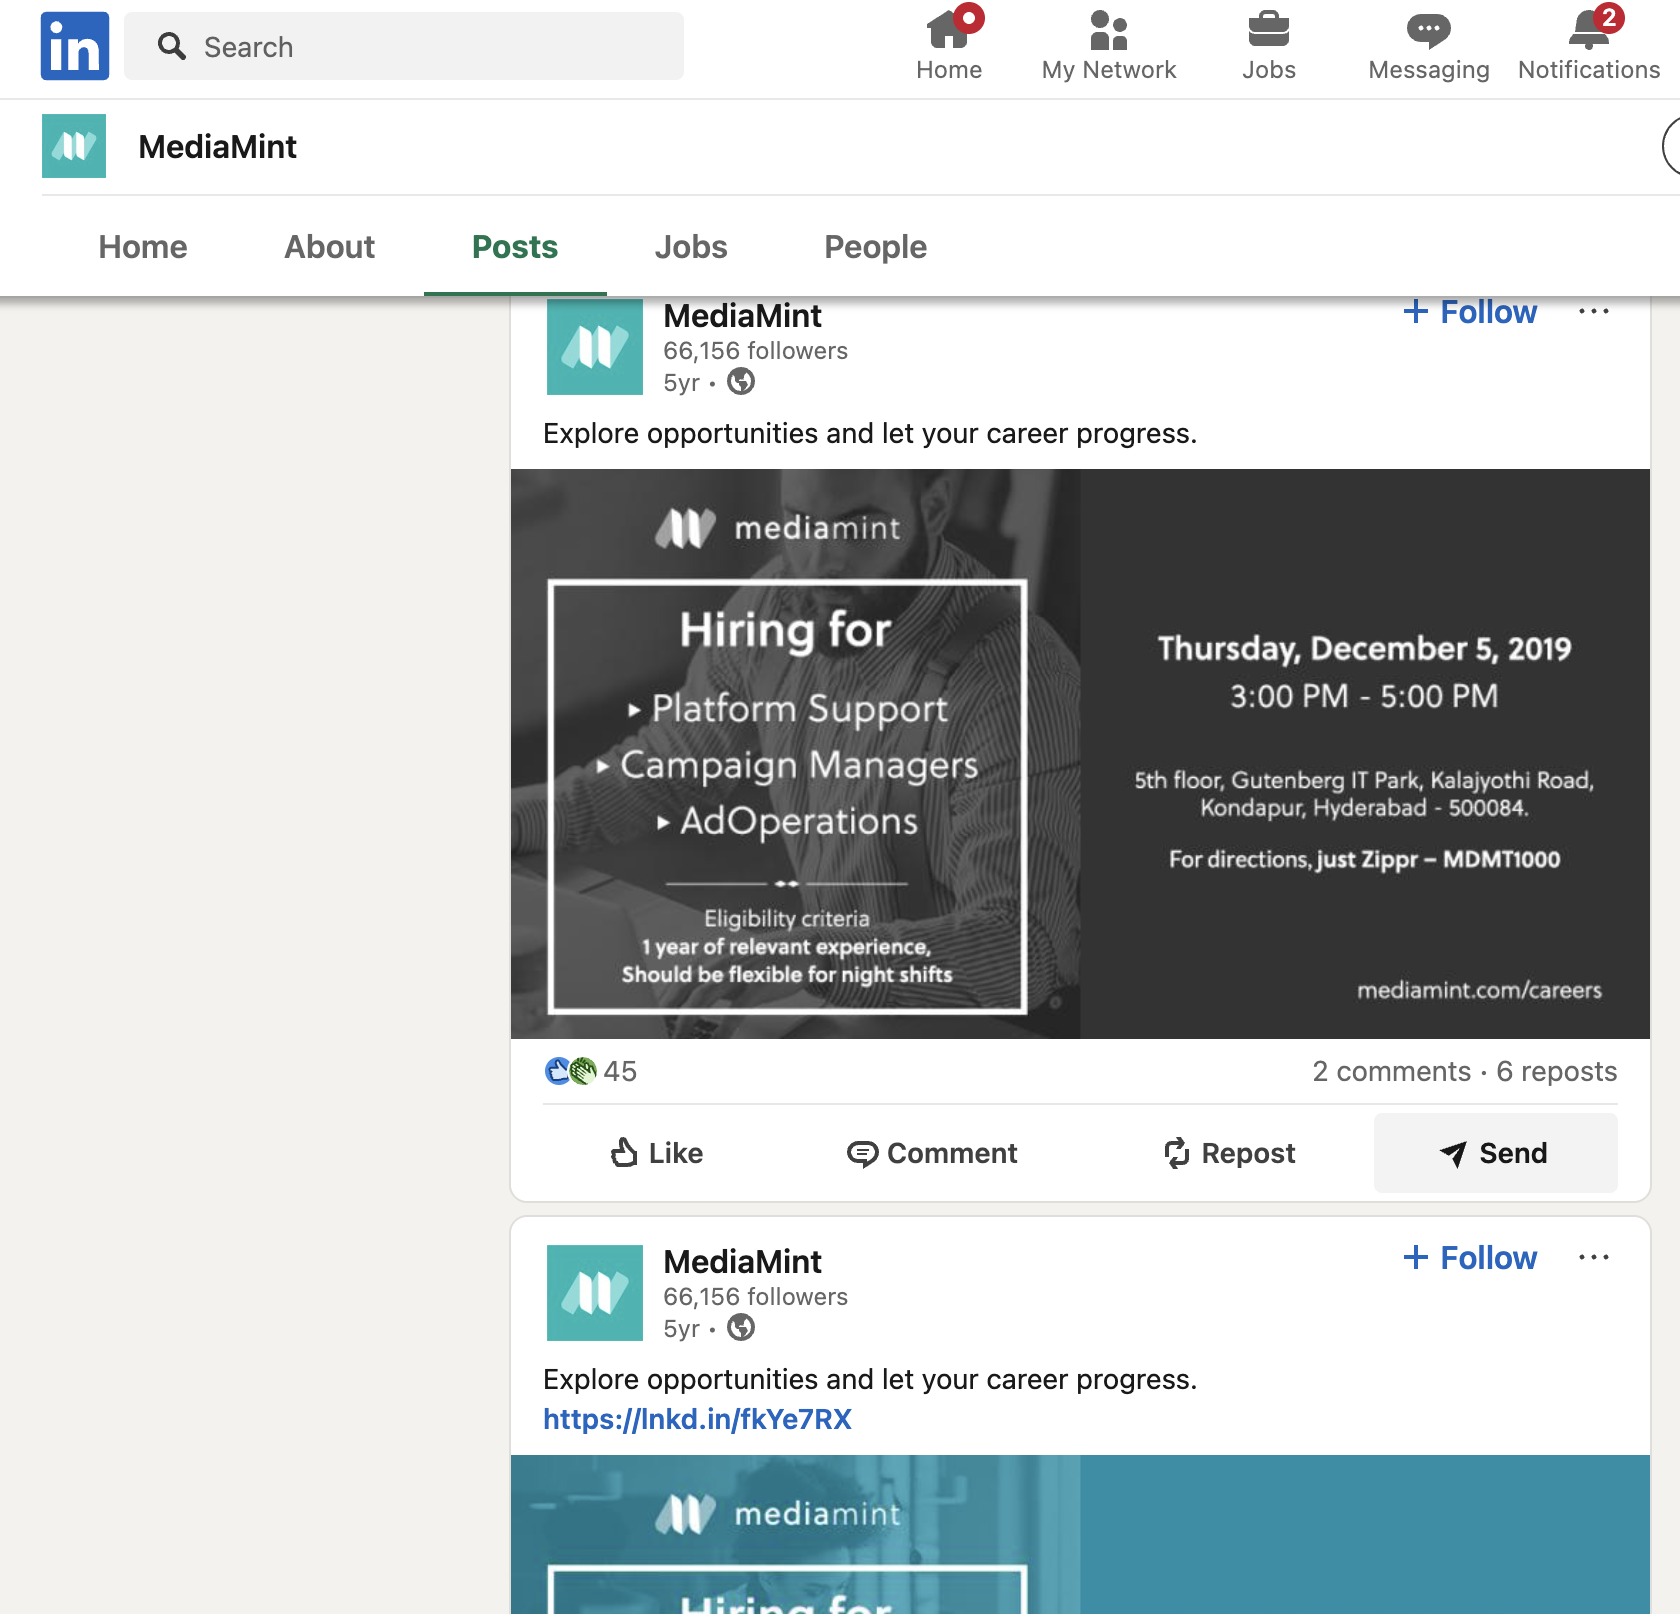 in
Search
Home
My Network
Jobs
Messaging
2
Notifications
MediaMint
Home
About
Posts
Jobs
People
MediaMint
+ Follow
66,156 followers
5yr •
Explore opportunities and let your career progress.
mediamint
Hiring for
Platform Support
Campaign Managers
AdOperations
Eligibility criteria
1 year of relevant experience,
Should be flexible for night shifts
Thursday, December 5, 2019
3:00 PM - 5:00 PM
5th floor, Gutenberg IT Park, Kalajyothi Road,
Kondapur, Hyderabad - 500084.
For directions, just Zippr – MDMT1000
mediamint.com/careers
45
2 comments · 6 reposts
Like
Comment
Repost
Send
MediaMint
+ Follow
66,156 followers
5yr •
Explore opportunities and let your career progress.
https://lnkd.in/fkYe7RX
mediamint
Hiring for